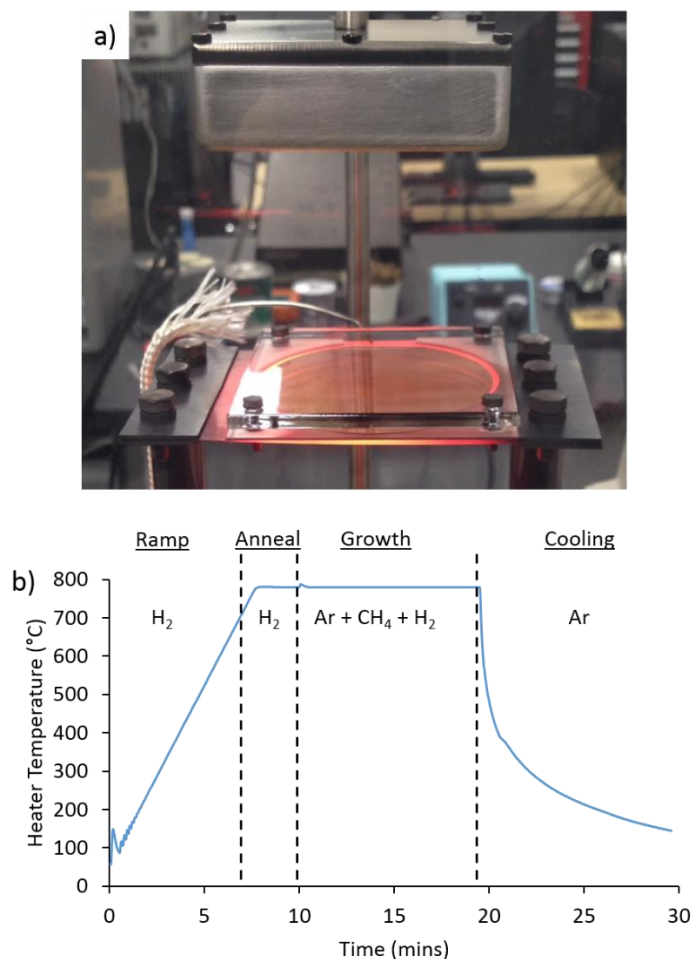 a)
Ramp Anneal Growth Cooling
b)
800
700
600
500
400
300
200
100
0
Heater Temperature (°C)
H₂ H₂ Ar + CH₄ + H₂ Ar
0 5 10 15 20 25 30
Time (mins)